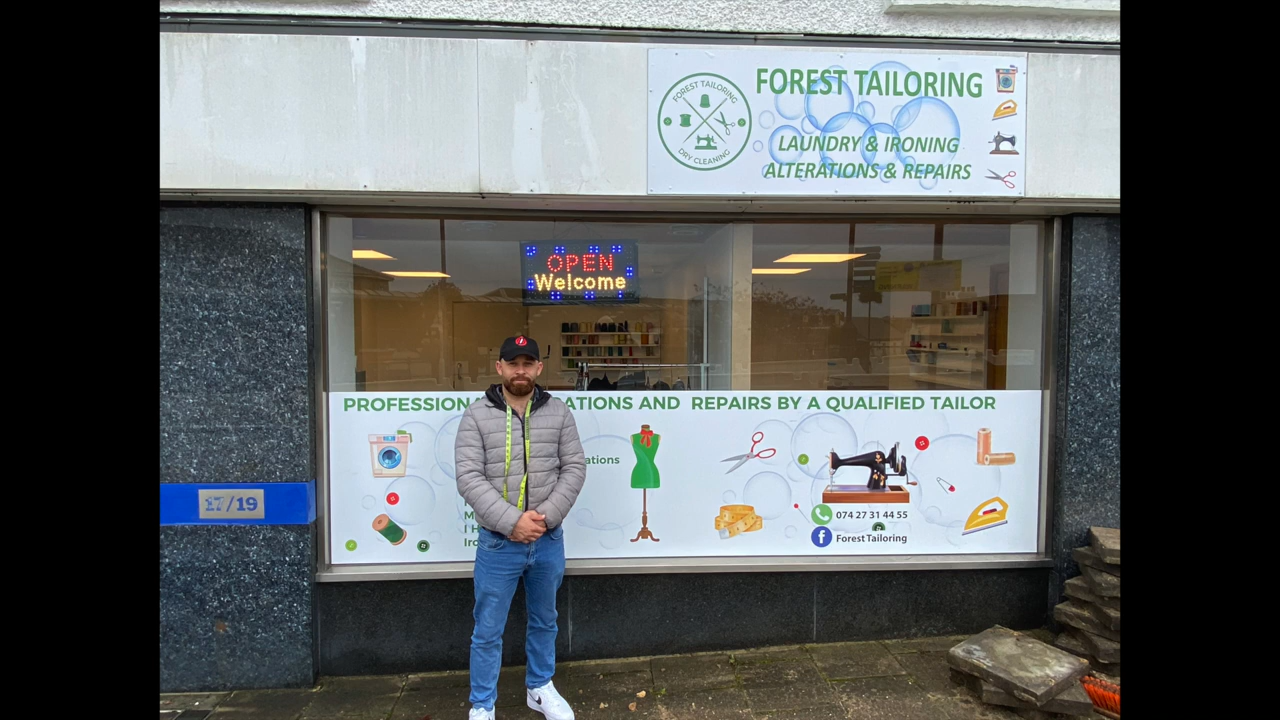 FOREST TAILORING
DRY CLEANING
FOREST TAILORING
LAUNDRY & IRONING
ALTERATIONS & REPAIRS
OPEN
Welcome
PROFESSION ATIONS AND REPAIRS BY A QUALIFIED TAILOR
ations
M
I H
Iro
17/19
074 27 31 44 55
Forest Tailoring